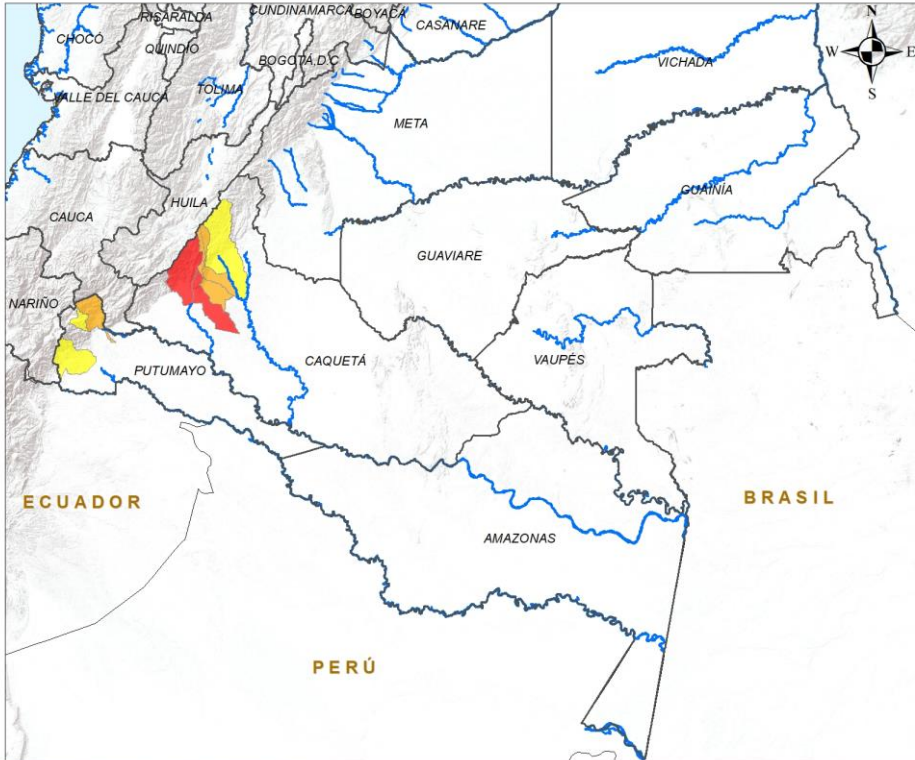 CUNDINAMARCA
BOYACÁ
RISARALDA
CASANARE
N
CHOCÓ
QUINDÍO
W
E
BOGOTÁ, D.C
VICHADA
TOLIMA
VALLE DEL CAUCA
S
META
GUAINÍA
HUILA
CAUCA
GUAVIARE
NARIÑO
CAQUETÁ
VAUPÉS
PUTUMAYO
ECUADOR
BRASIL
AMAZONAS
PERÚ